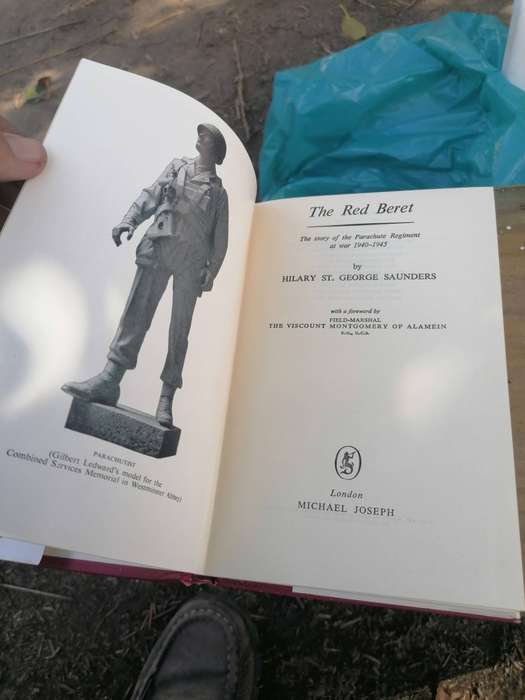 PARACHUTIST
(Gilbert Ledward's model for the
Combined Services Memorial in Westminster Abbey)
The Red Beret
The story of the Parachute Regiment
at war 1940–1945
by
HILARY ST. GEORGE SAUNDERS
with a foreword by
FIELD-MARSHAL
THE VISCOUNT MONTGOMERY OF ALAMEIN
London
MICHAEL JOSEPH